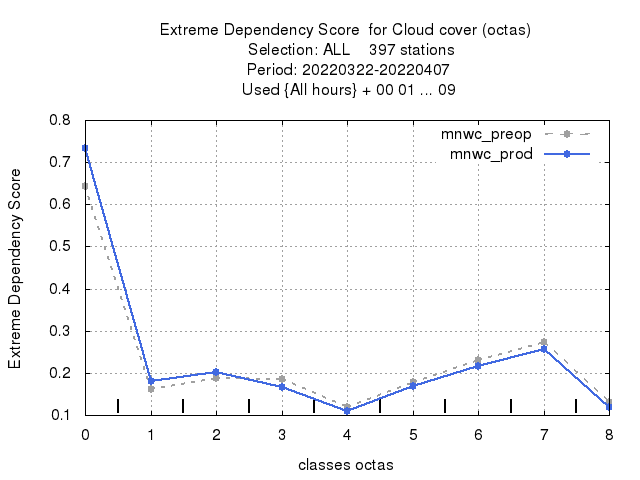 Extreme Dependency Score  for Cloud cover (octas)
Selection: ALL    397 stations
Period: 20220322-20220407
Used {All hours} + 00 01 ... 09
mnwc_preop
mnwc_prod
Extreme Dependency Score
0.8
0.7
0.6
0.5
0.4
0.3
0.2
0.1
0 1 2 3 4 5 6 7 8
classes octas